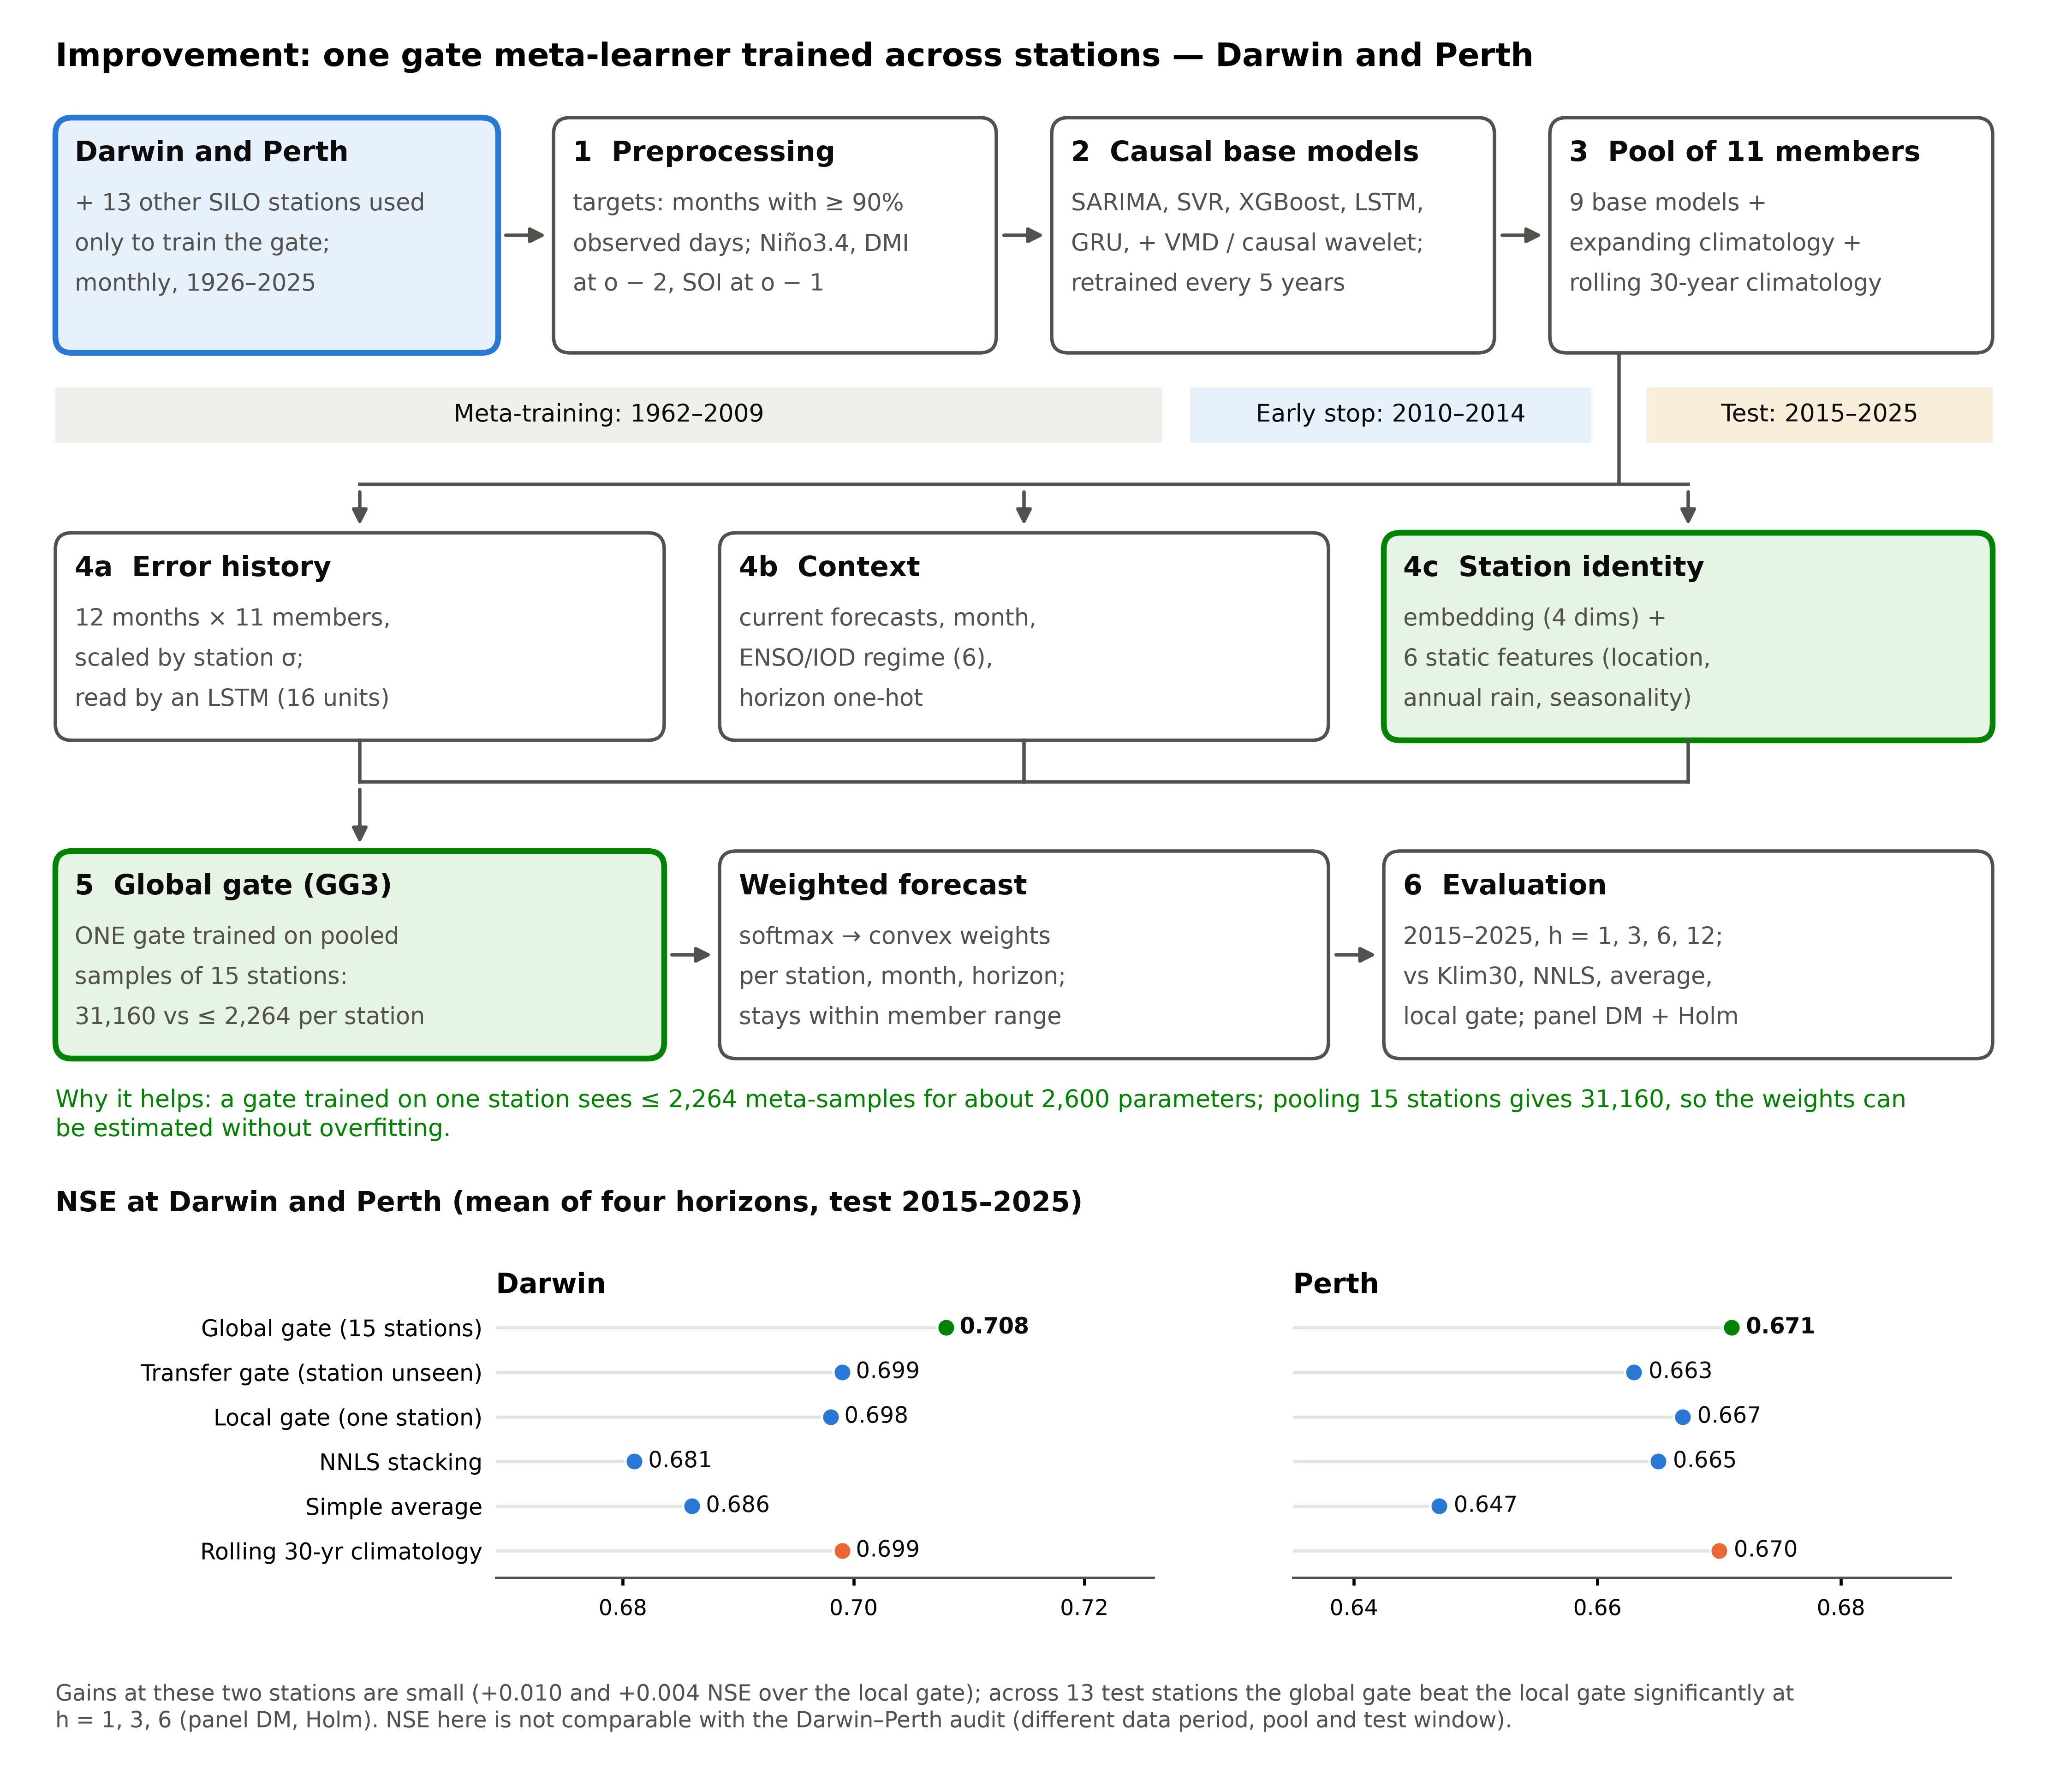 Improvement: one gate meta-learner trained across stations — Darwin and Perth
Darwin and Perth
+ 13 other SILO stations used
only to train the gate;
monthly, 1926–2025
1 Preprocessing
targets: months with ≥ 90%
observed days; Niño3.4, DMI
at o − 2, SOI at o − 1
2 Causal base models
SARIMA, SVR, XGBoost, LSTM,
GRU, + VMD / causal wavelet;
retrained every 5 years
3 Pool of 11 members
9 base models +
expanding climatology +
rolling 30-year climatology
Meta-training: 1962–2009
Early stop: 2010–2014
Test: 2015–2025
4a Error history
12 months × 11 members,
scaled by station σ;
read by an LSTM (16 units)
4b Context
current forecasts, month,
ENSO/IOD regime (6),
horizon one-hot
4c Station identity
embedding (4 dims) +
6 static features (location,
annual rain, seasonality)
5 Global gate (GG3)
ONE gate trained on pooled
samples of 15 stations:
31,160 vs ≤ 2,264 per station
Weighted forecast
softmax → convex weights
per station, month, horizon;
stays within member range
6 Evaluation
2015–2025, h = 1, 3, 6, 12;
vs Klim30, NNLS, average,
local gate; panel DM + Holm
Why it helps: a gate trained on one station sees ≤ 2,264 meta-samples for about 2,600 parameters; pooling 15 stations gives 31,160, so the weights can
be estimated without overfitting.
NSE at Darwin and Perth (mean of four horizons, test 2015–2025)
Darwin
Perth
Global gate (15 stations) 0.708 0.671
Transfer gate (station unseen) 0.699 0.663
Local gate (one station) 0.698 0.667
NNLS stacking 0.681 0.665
Simple average 0.686 0.647
Rolling 30-yr climatology 0.699 0.670
0.68 0.70 0.72 0.64 0.66 0.68
Gains at these two stations are small (+0.010 and +0.004 NSE over the local gate); across 13 test stations the global gate beat the local gate significantly at
h = 1, 3, 6 (panel DM, Holm). NSE here is not comparable with the Darwin–Perth audit (different data period, pool and test window).